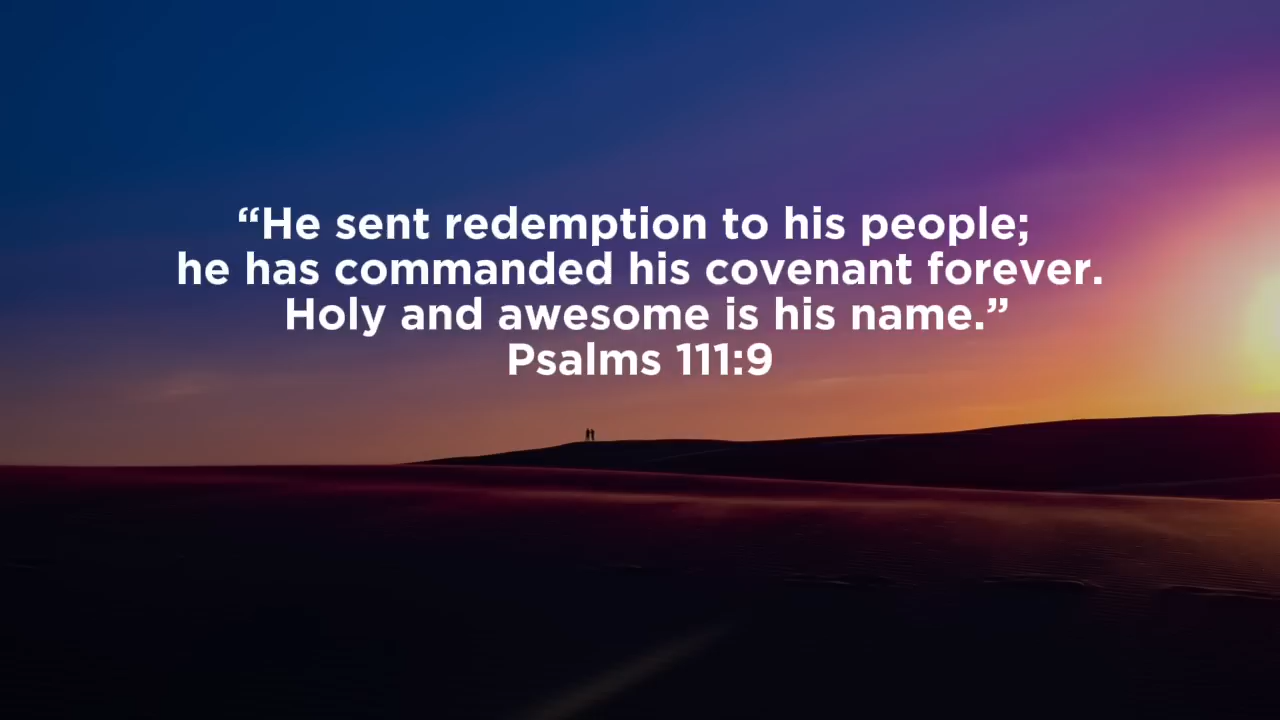 “He sent redemption to his people;
he has commanded his covenant forever.
Holy and awesome is his name.”
Psalms 111:9